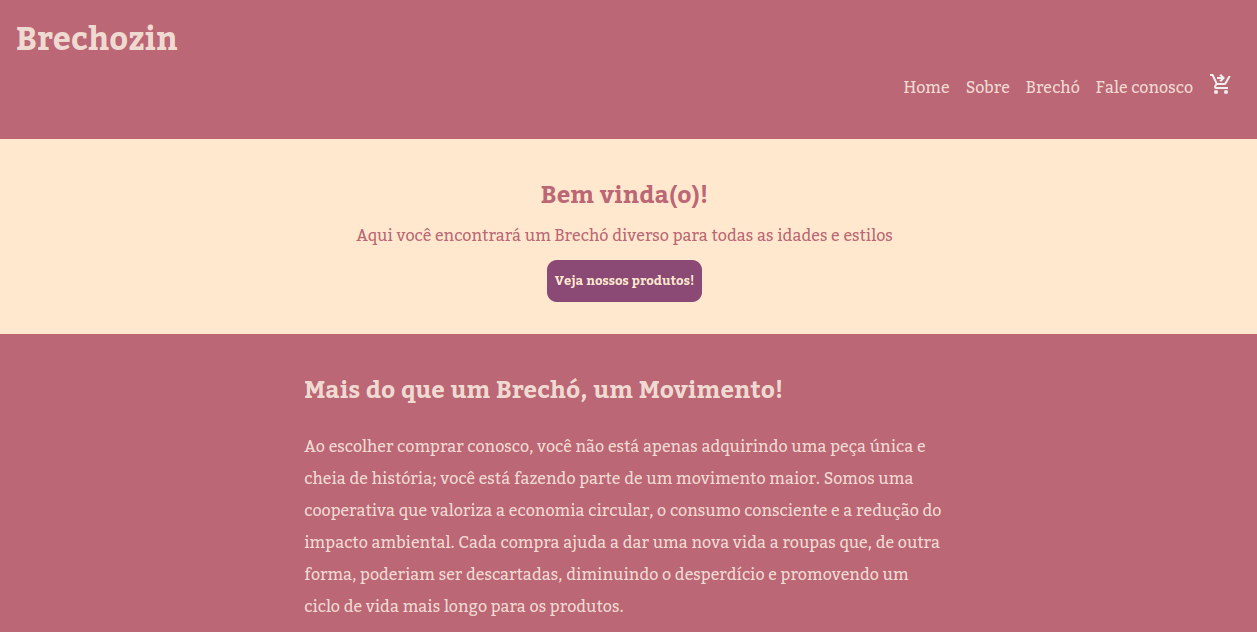 Brechozin
Home Sobre Brechó Fale conosco
Bem vinda(o)!
Aqui você encontrará um Brechó diverso para todas as idades e estilos
Veja nossos produtos!
Mais do que um Brechó, um Movimento!
Ao escolher comprar conosco, você não está apenas adquirindo uma peça única e
cheia de história; você está fazendo parte de um movimento maior. Somos uma
cooperativa que valoriza a economia circular, o consumo consciente e a redução do
impacto ambiental. Cada compra ajuda a dar uma nova vida a roupas que, de outra
forma, poderiam ser descartadas, diminuindo o desperdício e promovendo um
ciclo de vida mais longo para os produtos.